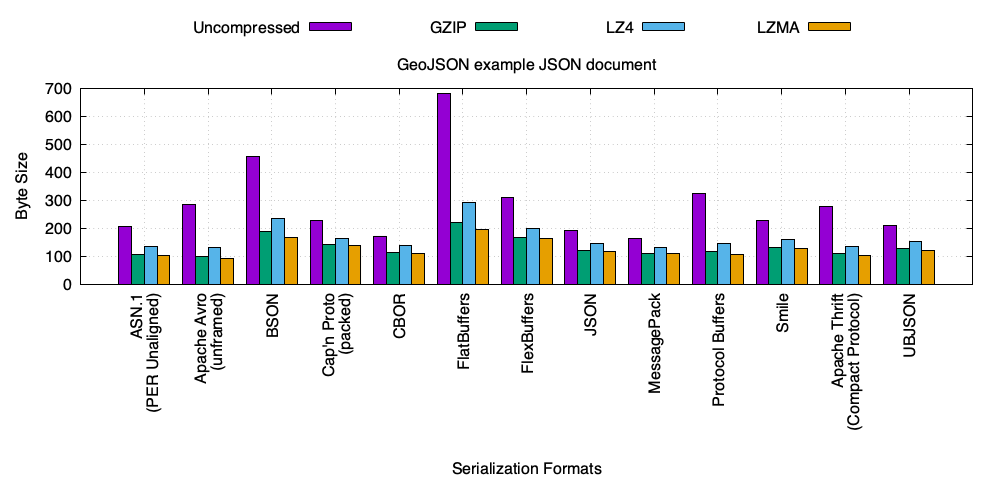 Uncompressed GZIP LZ4 LZMA
GeoJSON example JSON document
Byte Size
700
600
500
400
300
200
100
0
ASN.1
(PER Unaligned)
Apache Avro
(unframed)
BSON
Cap'n Proto
(packed)
CBOR
FlatBuffers
FlexBuffers
JSON
MessagePack
Protocol Buffers
Smile
Apache Thrift
(Compact Protocol)
UBJSON
Serialization Formats